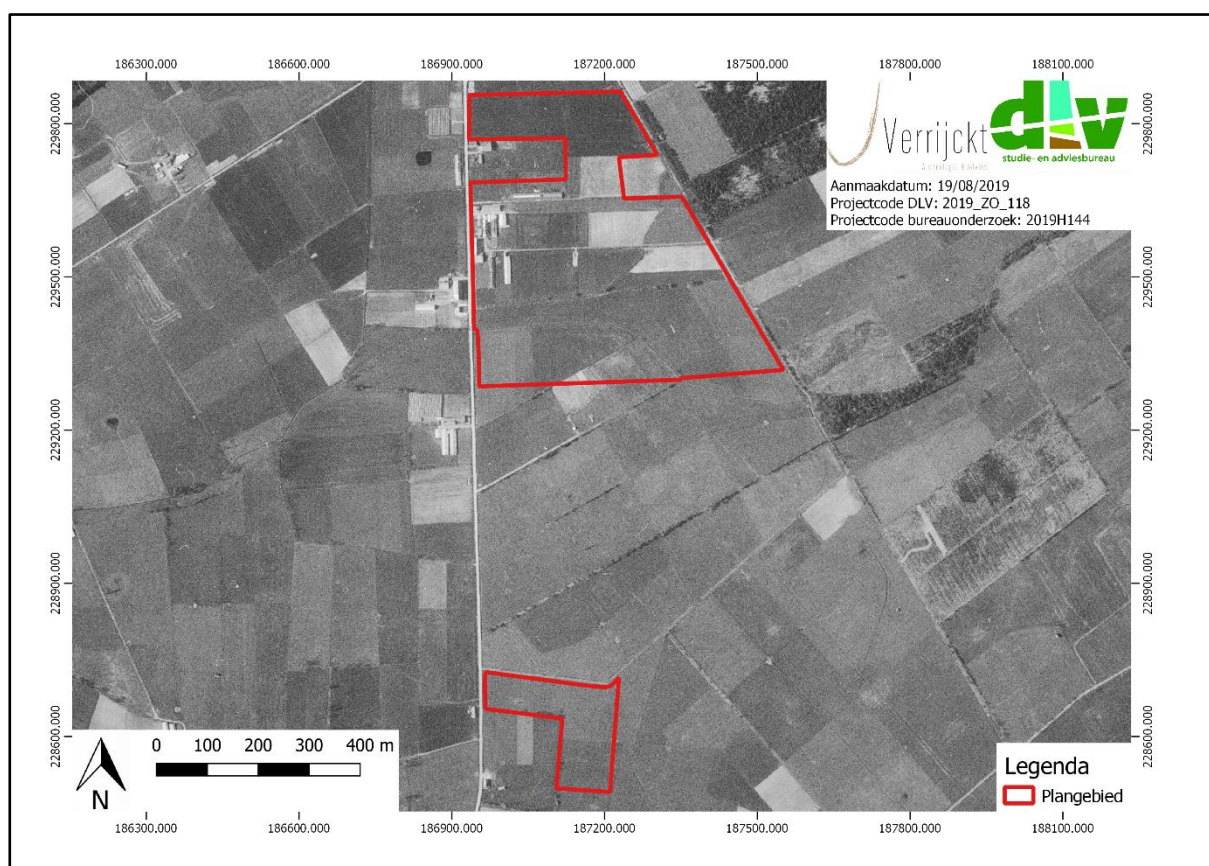 186300.000 186600.000 186900.000 187200.000 187500.000 187800.000 188100.000
229800.000 229800.000
Verrijckt
dLv
studie- en adviesbureau
Aanmaakdatum: 19/08/2019
Projectcode DLV: 2019_ZO_118
Projectcode bureauonderzoek: 2019H144
229500.000 229500.000
229200.000 229200.000
228900.000 228900.000
228600.000 228600.000
0 100 200 300 400 m
N
Legenda
Plangebied
186300.000 186600.000 186900.000 187200.000 187500.000 187800.000 188100.000